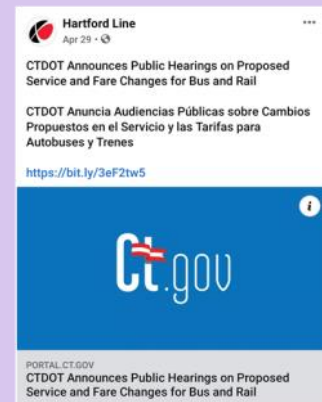 Hartford Line
Apr 29 ·
CTDOT Announces Public Hearings on Proposed
Service and Fare Changes for Bus and Rail
CTDOT Anuncia Audiencias Públicas sobre Cambios
Propuestos en el Servicio y las Tarifas para
Autobuses y Trenes
https://bit.ly/3eF2tw5
i
Ct.gov
PORTAL.CT.GOV
CTDOT Announces Public Hearings on Proposed
Service and Fare Changes for Bus and Rail